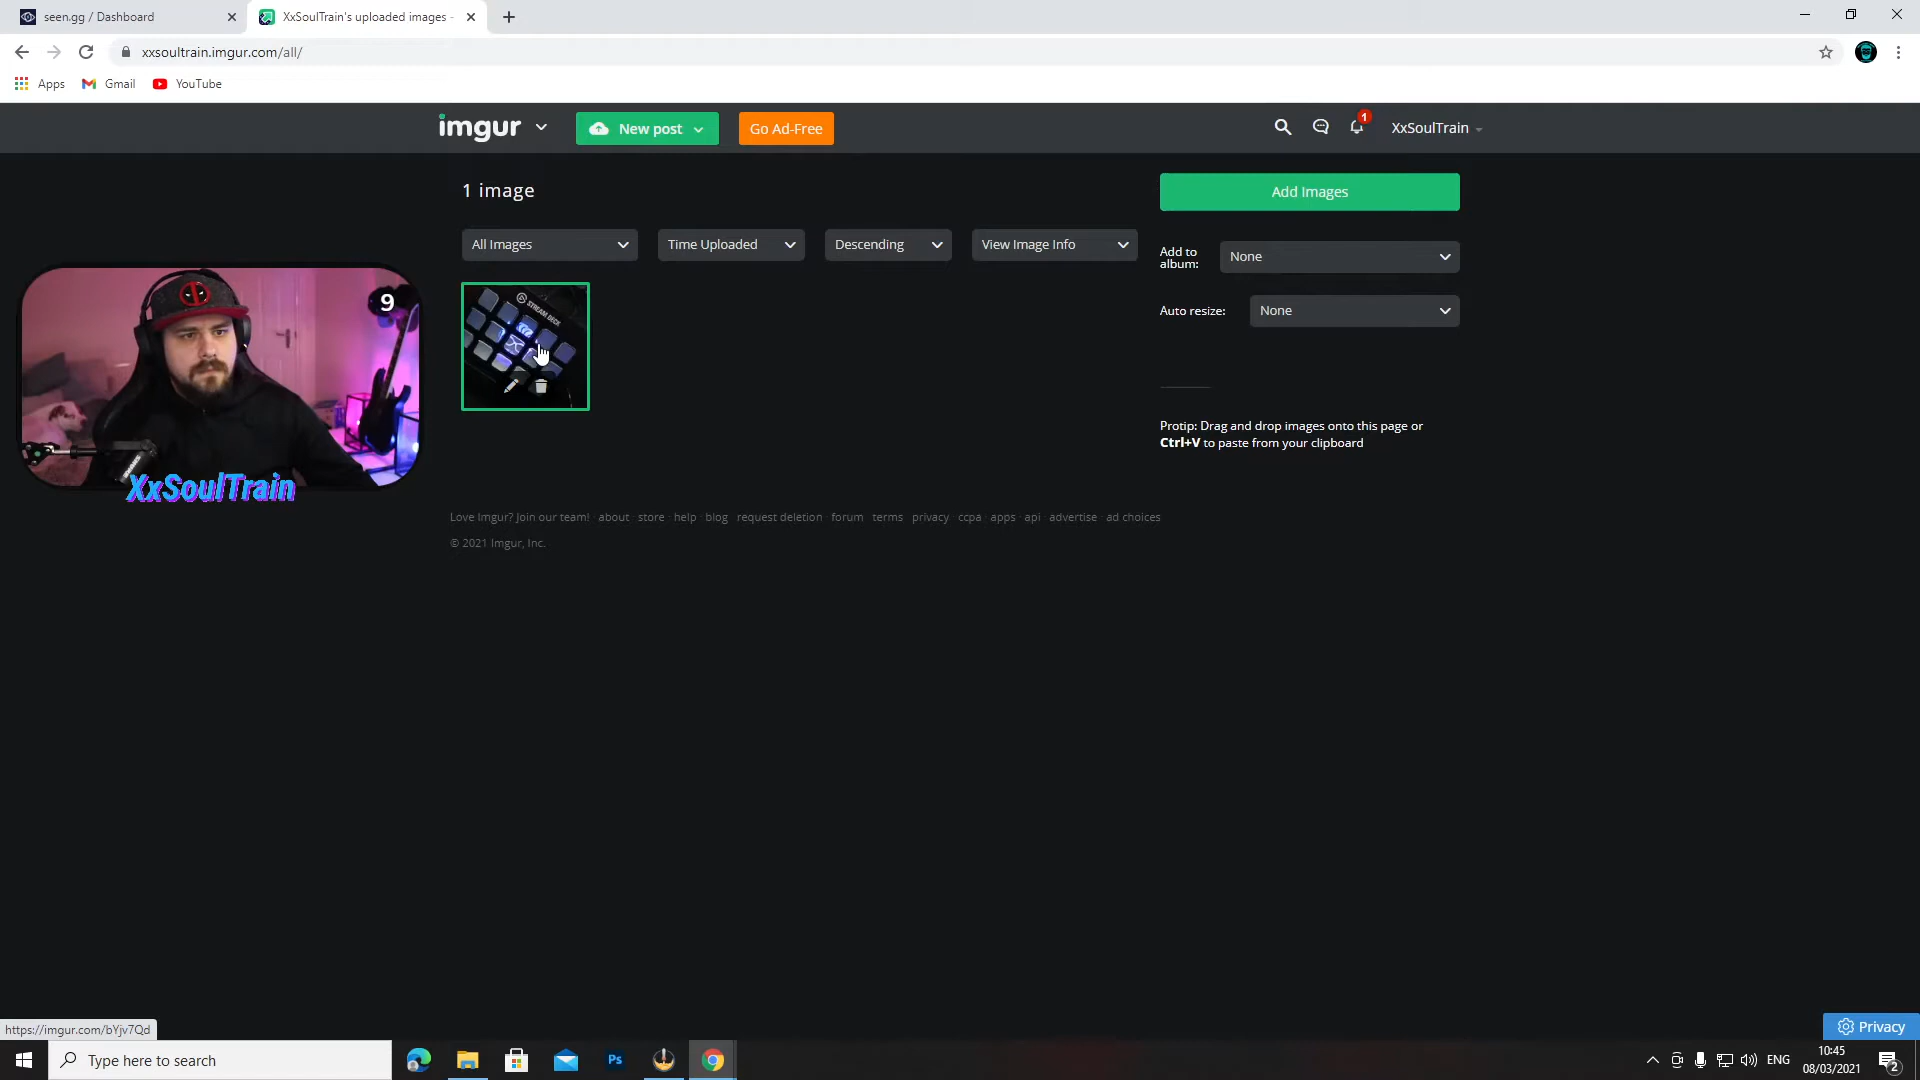 seen.gg / Dashboard
XxSoulTrain's uploaded images -
xxsoultrain.imgur.com/all/
Apps
Gmail
YouTube
imgur
New post
Go Ad-Free
1
XxSoulTrain
1 image
Add Images
All Images
Time Uploaded
Descending
View Image Info
Add to album:
None
Auto resize:
None
STREAM DECK
9
XxSoulTrain
Protip: Drag and drop images onto this page or
Ctrl+V to paste from your clipboard
Love Imgur? Join our team! · about · store · help · blog · request deletion · forum · terms · privacy · ccpa · apps · api · advertise · ad choices
© 2021 Imgur, Inc.
https://imgur.com/bYjv7Qd
Privacy
Type here to search
Ps
ENG
10:45
08/03/2021
2